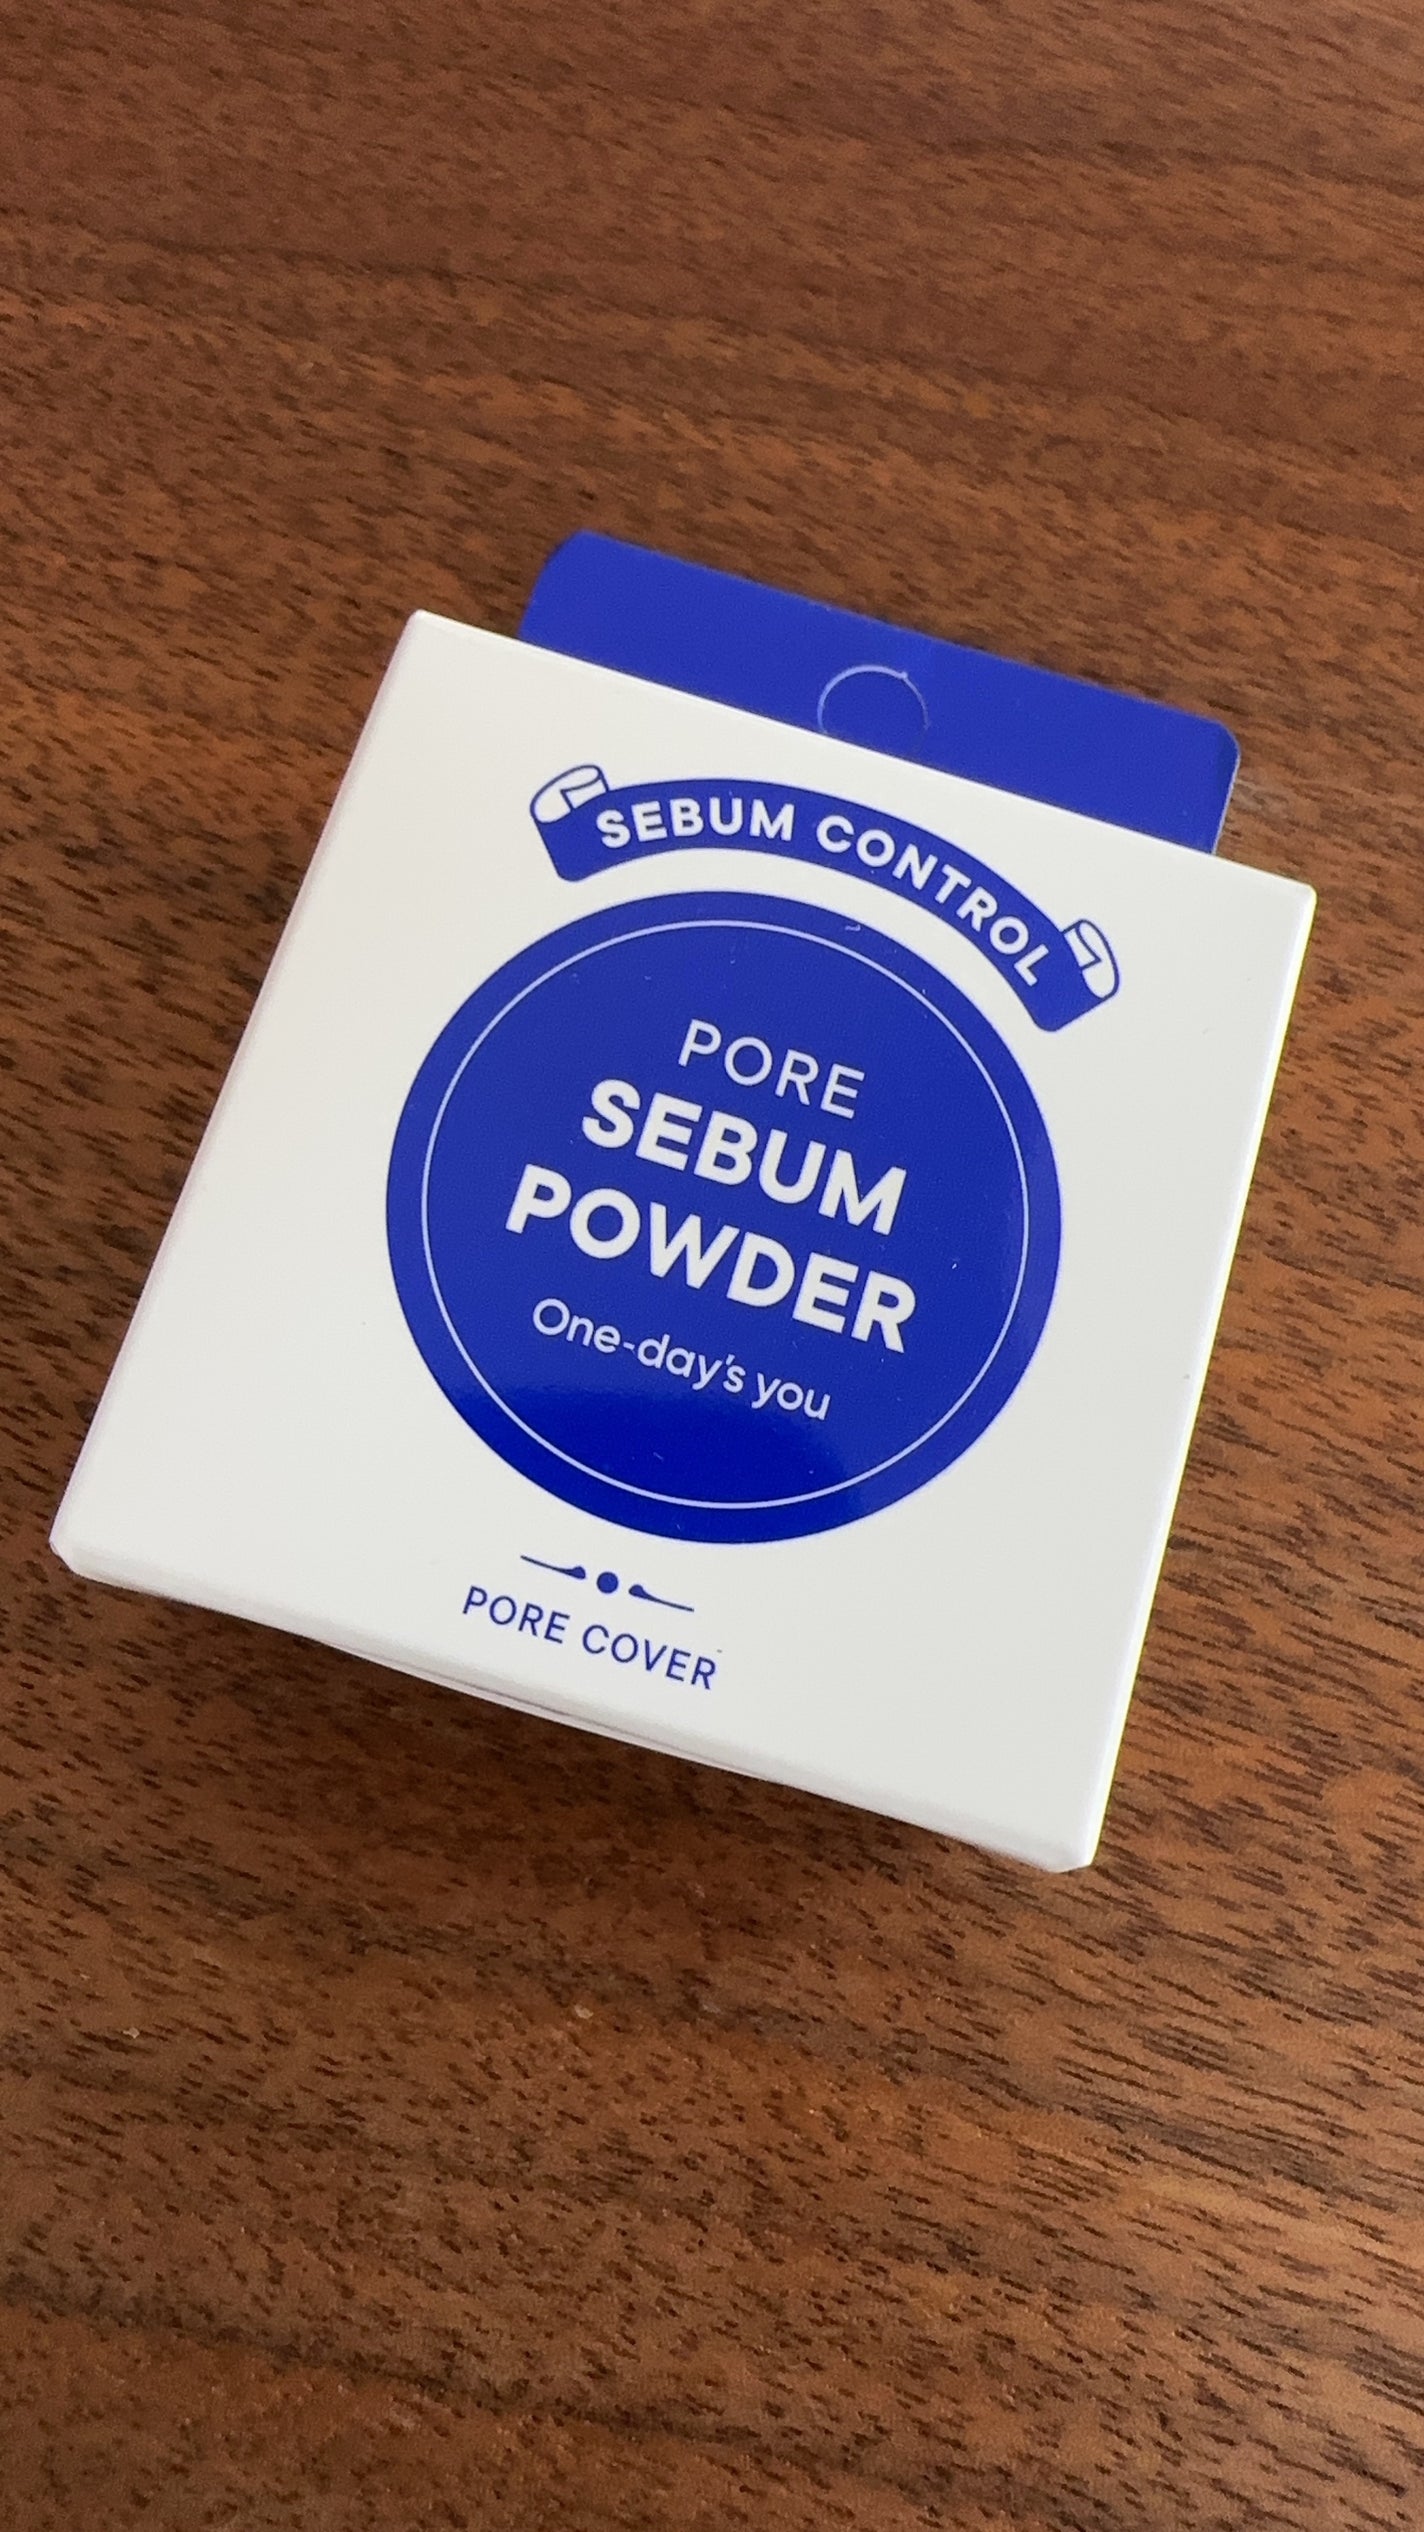 SEBUM CONTROL
PORE
SEBUM
POWDER
One-day's you
PORE COVER